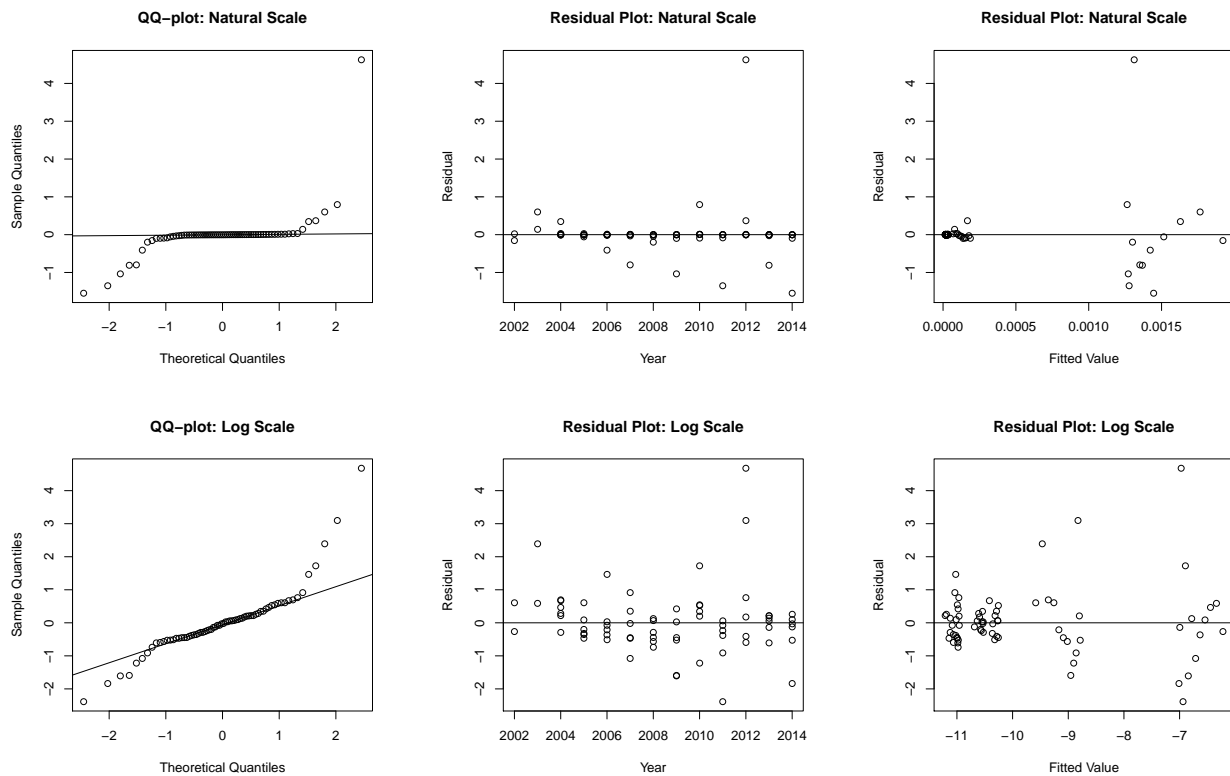 QQ−plot: Natural Scale
Sample Quantiles
4
3
2
1
0
−1
−2 −1 0 1 2
Theoretical Quantiles
Residual Plot: Natural Scale
Residual
4
3
2
1
0
−1
2002 2004 2006 2008 2010 2012 2014
Year
Residual Plot: Natural Scale
Residual
4
3
2
1
0
−1
0.0000 0.0005 0.0010 0.0015
Fitted Value
QQ−plot: Log Scale
Sample Quantiles
4
3
2
1
0
−1
−2
−2 −1 0 1 2
Theoretical Quantiles
Residual Plot: Log Scale
Residual
4
3
2
1
0
−1
−2
2002 2004 2006 2008 2010 2012 2014
Year
Residual Plot: Log Scale
Residual
4
3
2
1
0
−1
−2
−11 −10 −9 −8 −7
Fitted Value